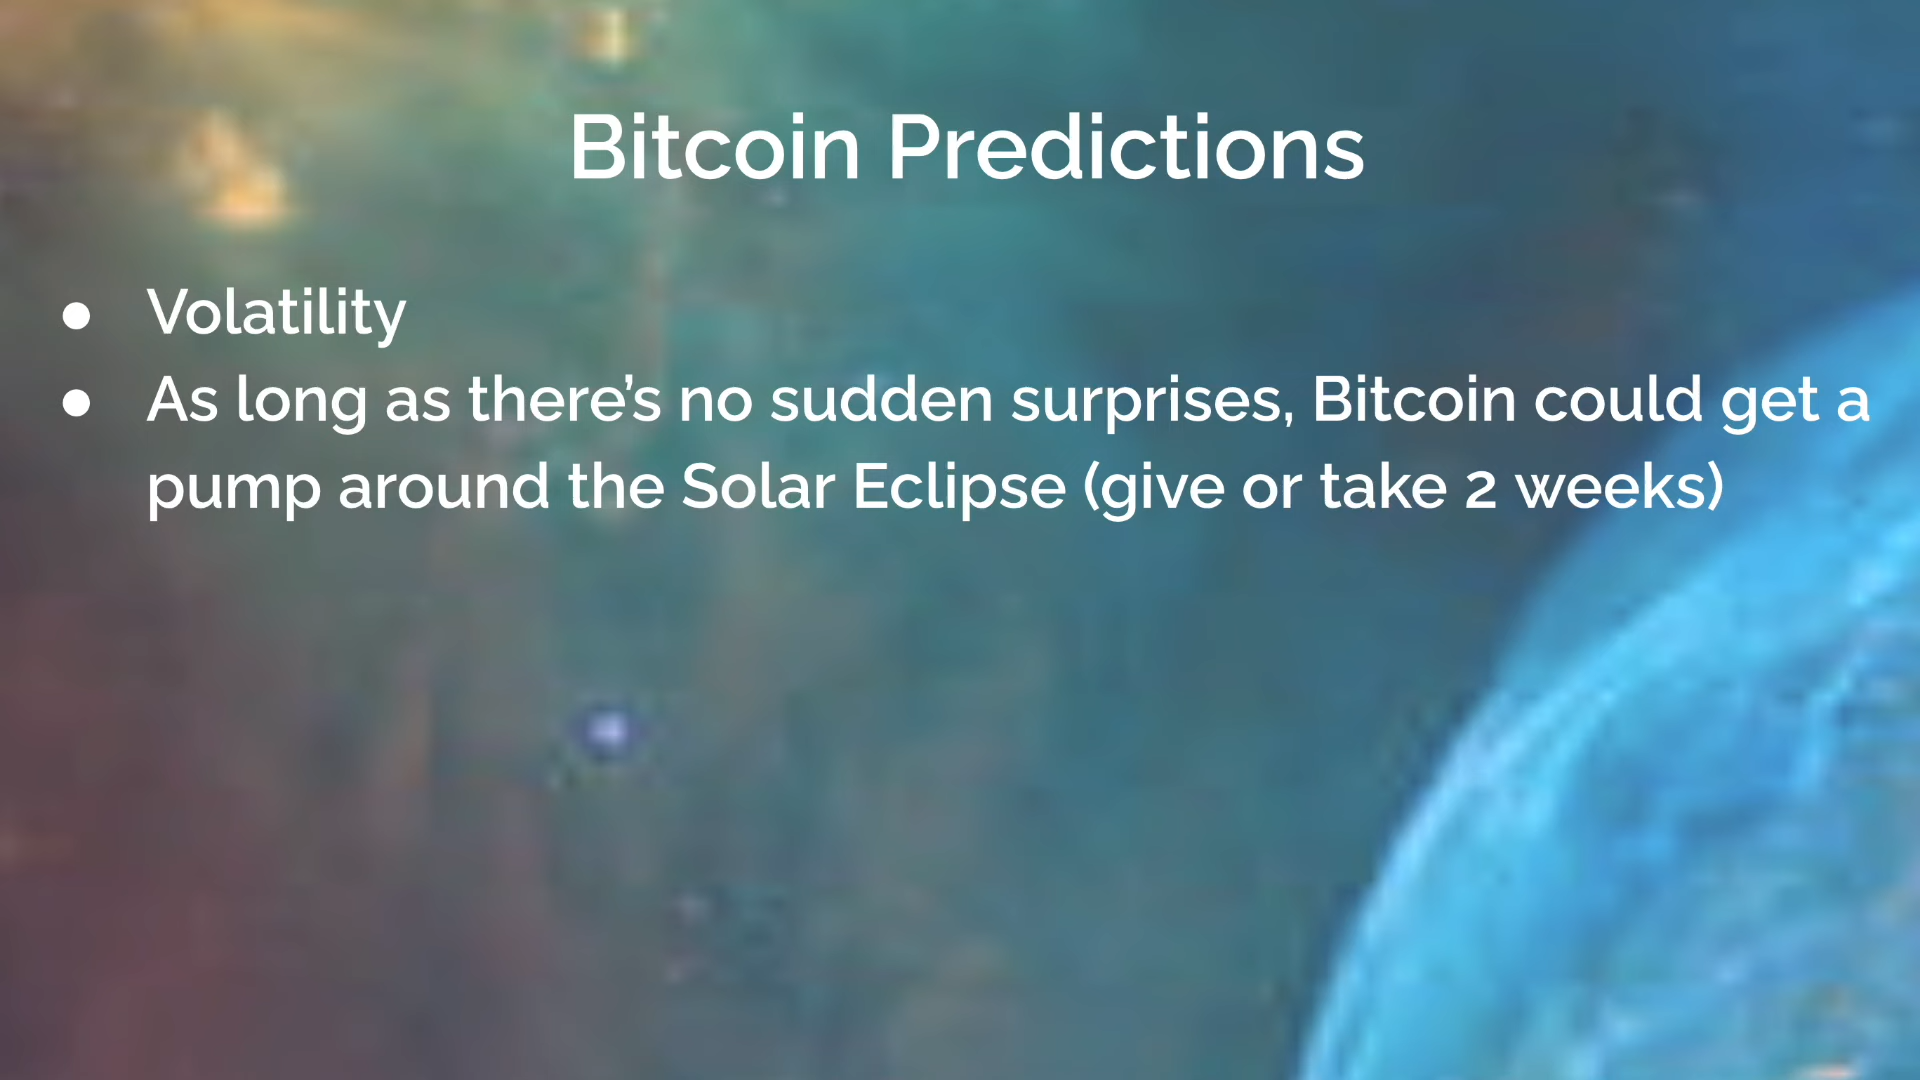 Bitcoin Predictions
● Volatility
● As long as there’s no sudden surprises, Bitcoin could get a
pump around the Solar Eclipse (give or take 2 weeks)